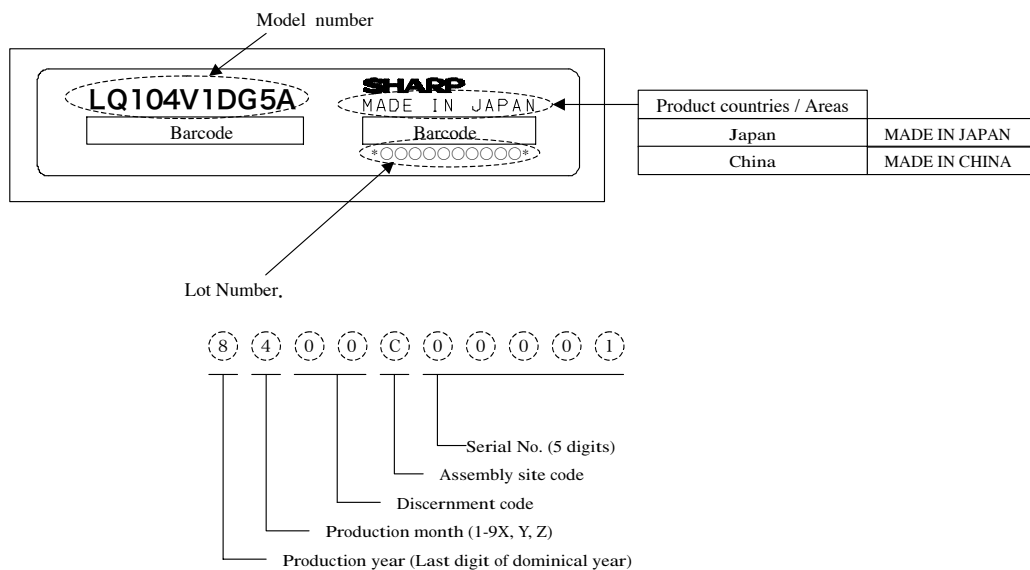 Model number
LQ104V1DG5A
SHARP
MADE IN JAPAN
Barcode
Barcode
*○○○○○○○○○○*
Product countries / Areas
Japan MADE IN JAPAN
China MADE IN CHINA
Lot Number.
8 4 0 0 C 0 0 0 0 1
Serial No. (5 digits)
Assembly site code
Discernment code
Production month (1-9X, Y, Z)
Production year (Last digit of dominical year)